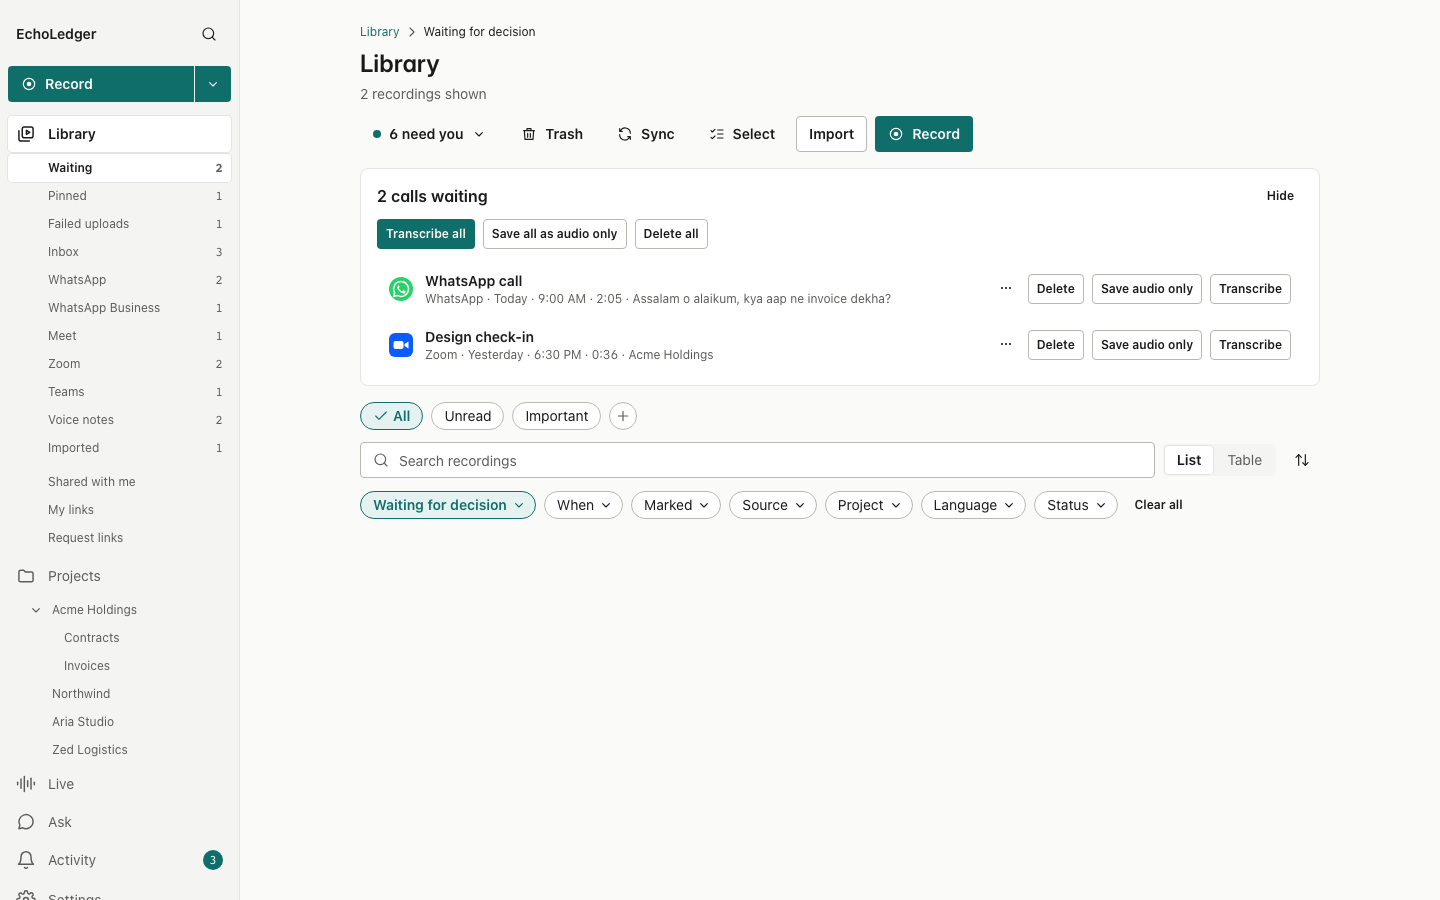 EchoLedger
Record
Library
Waiting 2
Pinned 1
Failed uploads 1
Inbox 3
WhatsApp 2
WhatsApp Business 1
Meet 1
Zoom 2
Teams 1
Voice notes 2
Imported 1
Shared with me
My links
Request links
Projects
Acme Holdings
Contracts
Invoices
Northwind
Aria Studio
Zed Logistics
Live
Ask
Activity 3
Settings
Library > Waiting for decision
Library
2 recordings shown
6 need you Trash Sync Select Import Record
2 calls waiting Hide
Transcribe all Save all as audio only Delete all
WhatsApp call
WhatsApp · Today · 9:00 AM · 2:05 · Assalam o alaikum, kya aap ne invoice dekha?
... Delete Save audio only Transcribe
Design check-in
Zoom · Yesterday · 6:30 PM · 0:36 · Acme Holdings
... Delete Save audio only Transcribe
All Unread Important +
Search recordings List Table
Waiting for decision When Marked Source Project Language Status Clear all